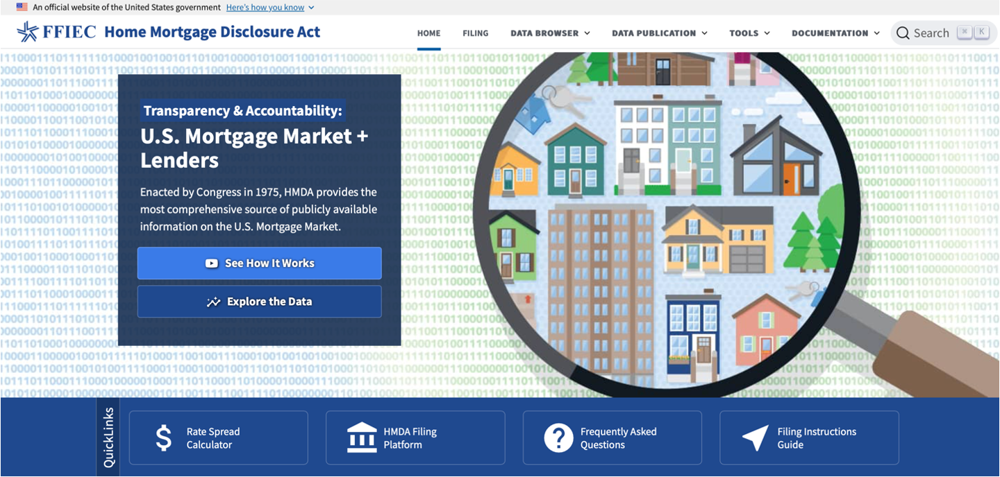 An official website of the United States government Here's how you know
FFIEC Home Mortgage Disclosure Act
HOME FILING DATA BROWSER DATA PUBLICATION TOOLS DOCUMENTATION Search ⌘ K
Transparency & Accountability:
U.S. Mortgage Market +
Lenders
Enacted by Congress in 1975, HMDA provides the
most comprehensive source of publicly available
information on the U.S. Mortgage Market.
See How It Works
Explore the Data
QuickLinks
Rate Spread
Calculator
HMDA Filing
Platform
Frequently Asked
Questions
Filing Instructions
Guide